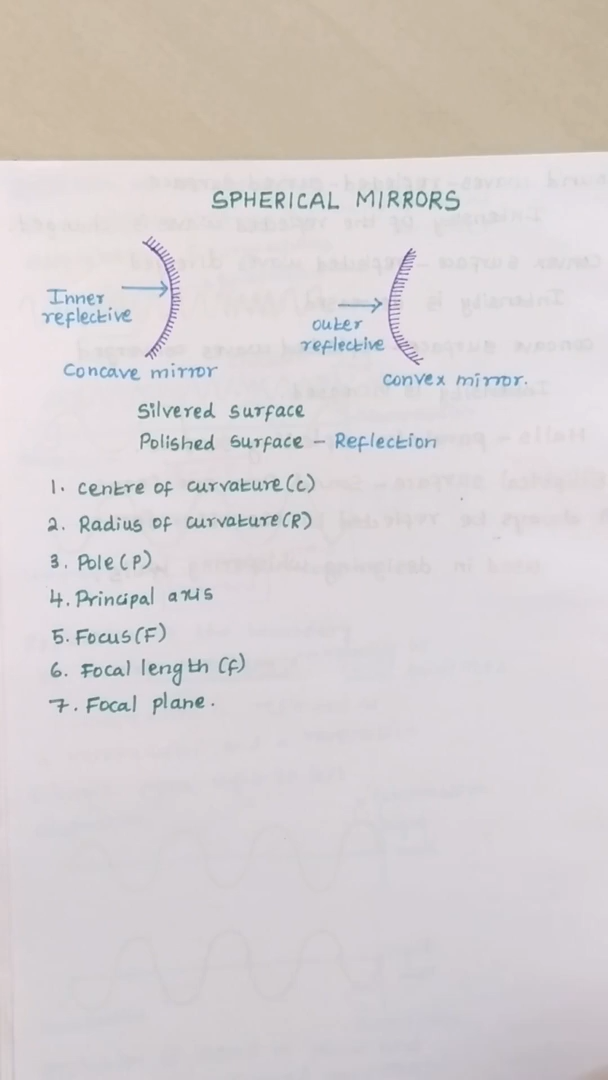 SPHERICAL MIRRORS
Inner
reflective
Concave mirror
outer
reflective
convex mirror.
Silvered surface
Polished surface - Reflection
1. centre of curvature (C)
2. Radius of curvature (R)
3. Pole (P)
4. Principal axis
5. Focus (F)
6. Focal length (f)
7. Focal plane.